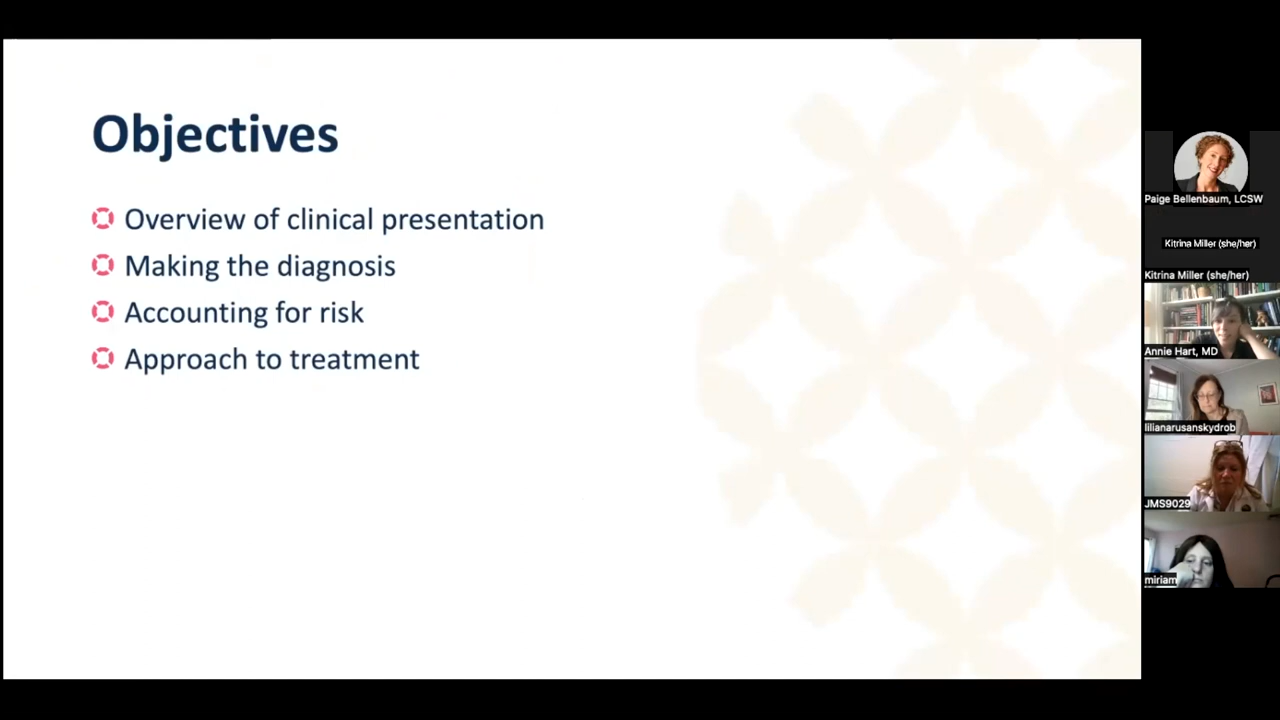 Objectives
Overview of clinical presentation
Making the diagnosis
Accounting for risk
Approach to treatment
Paige Bellenbaum, LCSW
Kitrina Miller (she/her)
Kitrina Miller (she/her)
Annie Hart, MD
lilianarusanskydrob
JMS9029
miriam